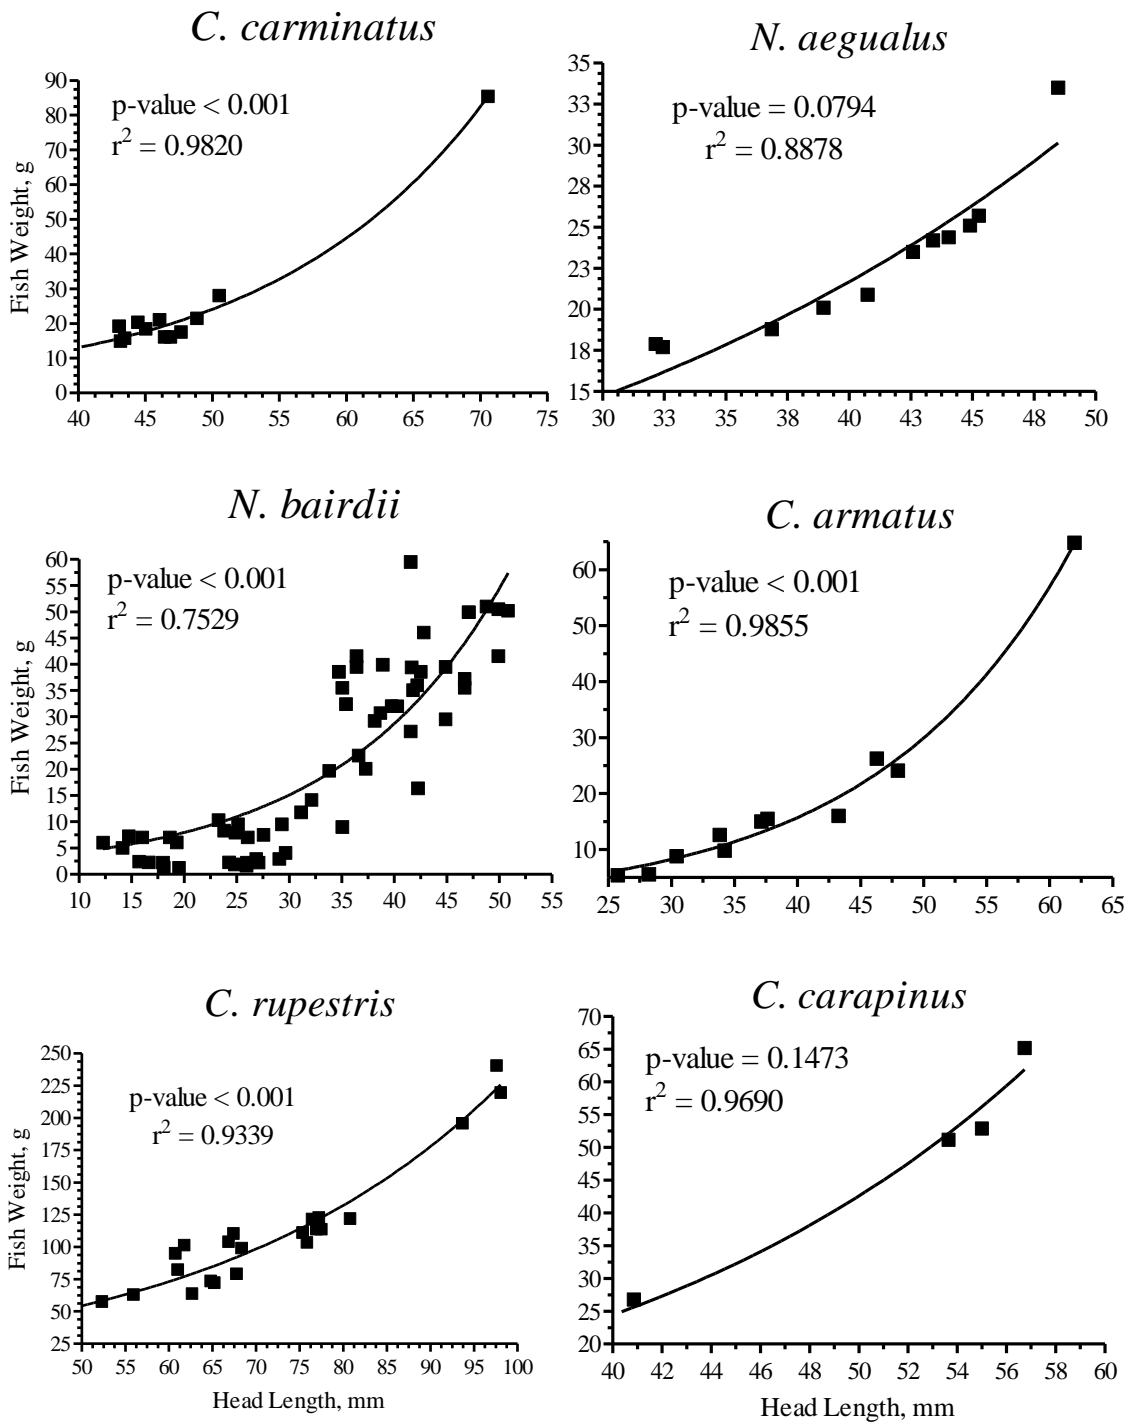 C. carminatus
p-value < 0.001
r² = 0.9820
Fish Weight, g
90
80
70
60
50
40
30
20
10
0
40 45 50 55 60 65 70 75
N. aegualus
p-value = 0.0794
r² = 0.8878
35
33
30
28
25
23
20
18
15
30 33 35 38 40 43 45 48 50
N. bairdii
p-value < 0.001
r² = 0.7529
Fish Weight, g
60
55
50
45
40
35
30
25
20
15
10
5
0
10 15 20 25 30 35 40 45 50 55
C. armatus
p-value < 0.001
r² = 0.9855
60
50
40
30
20
10
25 30 35 40 45 50 55 60 65
C. rupestris
p-value < 0.001
r² = 0.9339
Fish Weight, g
250
225
200
175
150
125
100
75
50
25
50 55 60 65 70 75 80 85 90 95 100
Head Length, mm
C. carapinus
p-value = 0.1473
r² = 0.9690
70
65
60
55
50
45
40
35
30
25
20
40 42 44 46 48 50 52 54 56 58 60
Head Length, mm